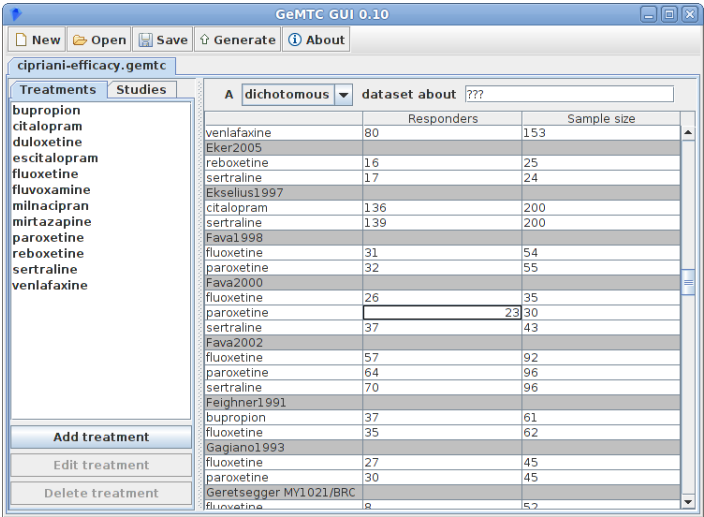 GeMTC GUI 0.10
New Open Save Generate About
cipriani-efficacy.gemtc
Treatments Studies
bupropion
citalopram
duloxetine
escitalopram
fluoxetine
fluvoxamine
milnacipran
mirtazapine
paroxetine
reboxetine
sertraline
venlafaxine
Add treatment
Edit treatment
Delete treatment
A dichotomous dataset about ???
Responders Sample size
venlafaxine 80 153
Eker2005
reboxetine 16 25
sertraline 17 24
Ekselius1997
citalopram 136 200
sertraline 139 200
Fava1998
fluoxetine 31 54
paroxetine 32 55
Fava2000
fluoxetine 26 35
paroxetine 23 30
sertraline 37 43
Fava2002
fluoxetine 57 92
paroxetine 64 96
sertraline 70 96
Feighner1991
bupropion 37 61
fluoxetine 35 62
Gagiano1993
fluoxetine 27 45
paroxetine 30 45
Geretsegger MY1021/BRC
fluoxetine 8 52